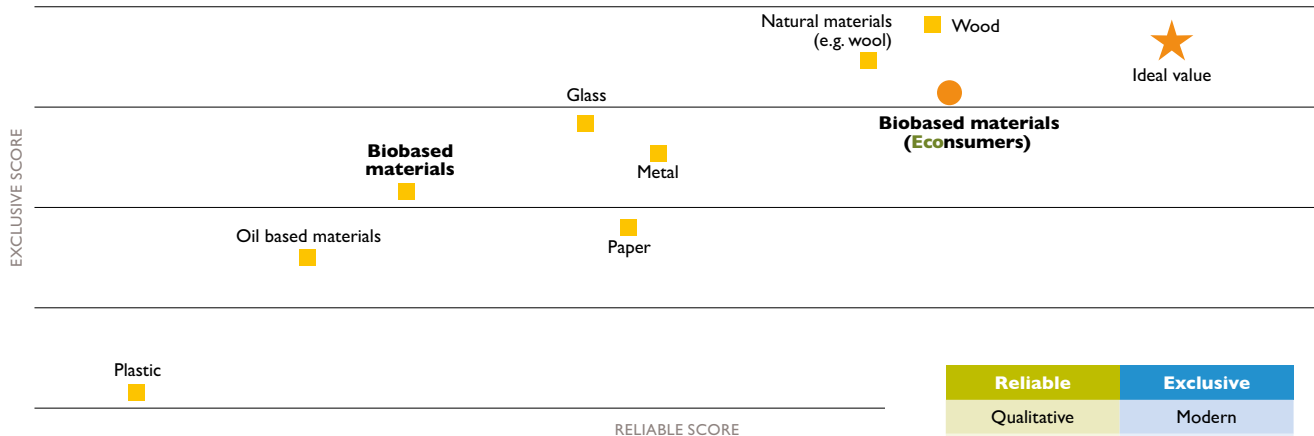 Natural materials
(e.g. wool)
Wood
Ideal value
Glass
Biobased materials
(Econsumers)
Biobased
materials
Metal
EXCLUSIVE SCORE
Oil based materials
Paper
Plastic
Reliable
Exclusive
Qualitative
Modern
RELIABLE SCORE